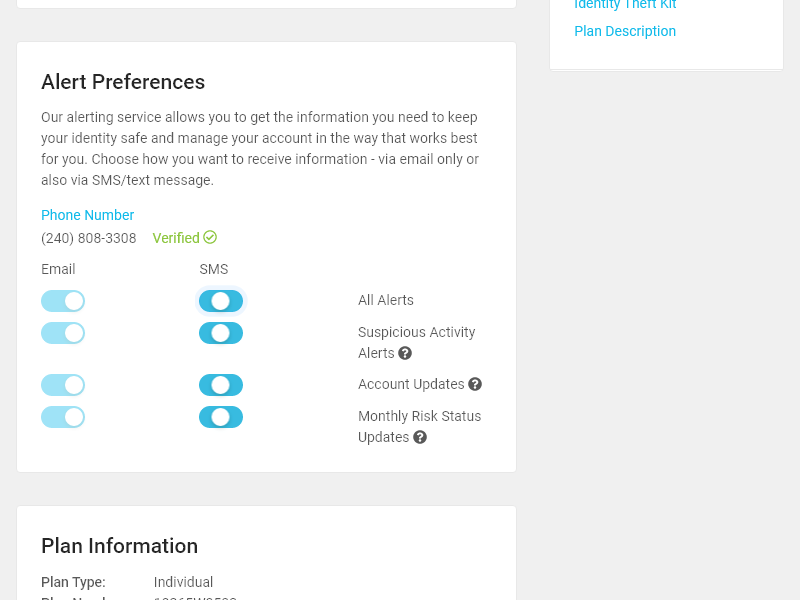 Identity Theft Kit
Plan Description
Alert Preferences
Our alerting service allows you to get the information you need to keep
your identity safe and manage your account in the way that works best
for you. Choose how you want to receive information - via email only or
also via SMS/text message.
Phone Number
(240) 808-3308 Verified
Email SMS
All Alerts
Suspicious Activity
Alerts ?
Account Updates ?
Monthly Risk Status
Updates ?
Plan Information
Plan Type: Individual